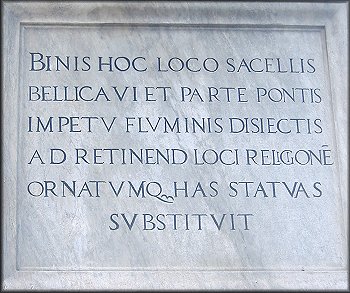 BINIS HOC LOCO SACELLIS
BELLICA VI ET PARTE PONTIS
IMPETV FLVMINIS DISIECTIS
AD RETINEND LOCI RELIGIONĒ
ORNATVMQ HAS STATVAS
SVBSTITVIT